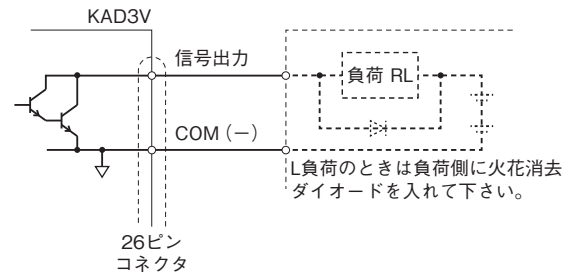 KAD3V
信号出力
負荷 RL
COM（－）
L負荷のときは負荷側に火花消去
ダイオードを入れて下さい。
26ピン
コネクタ